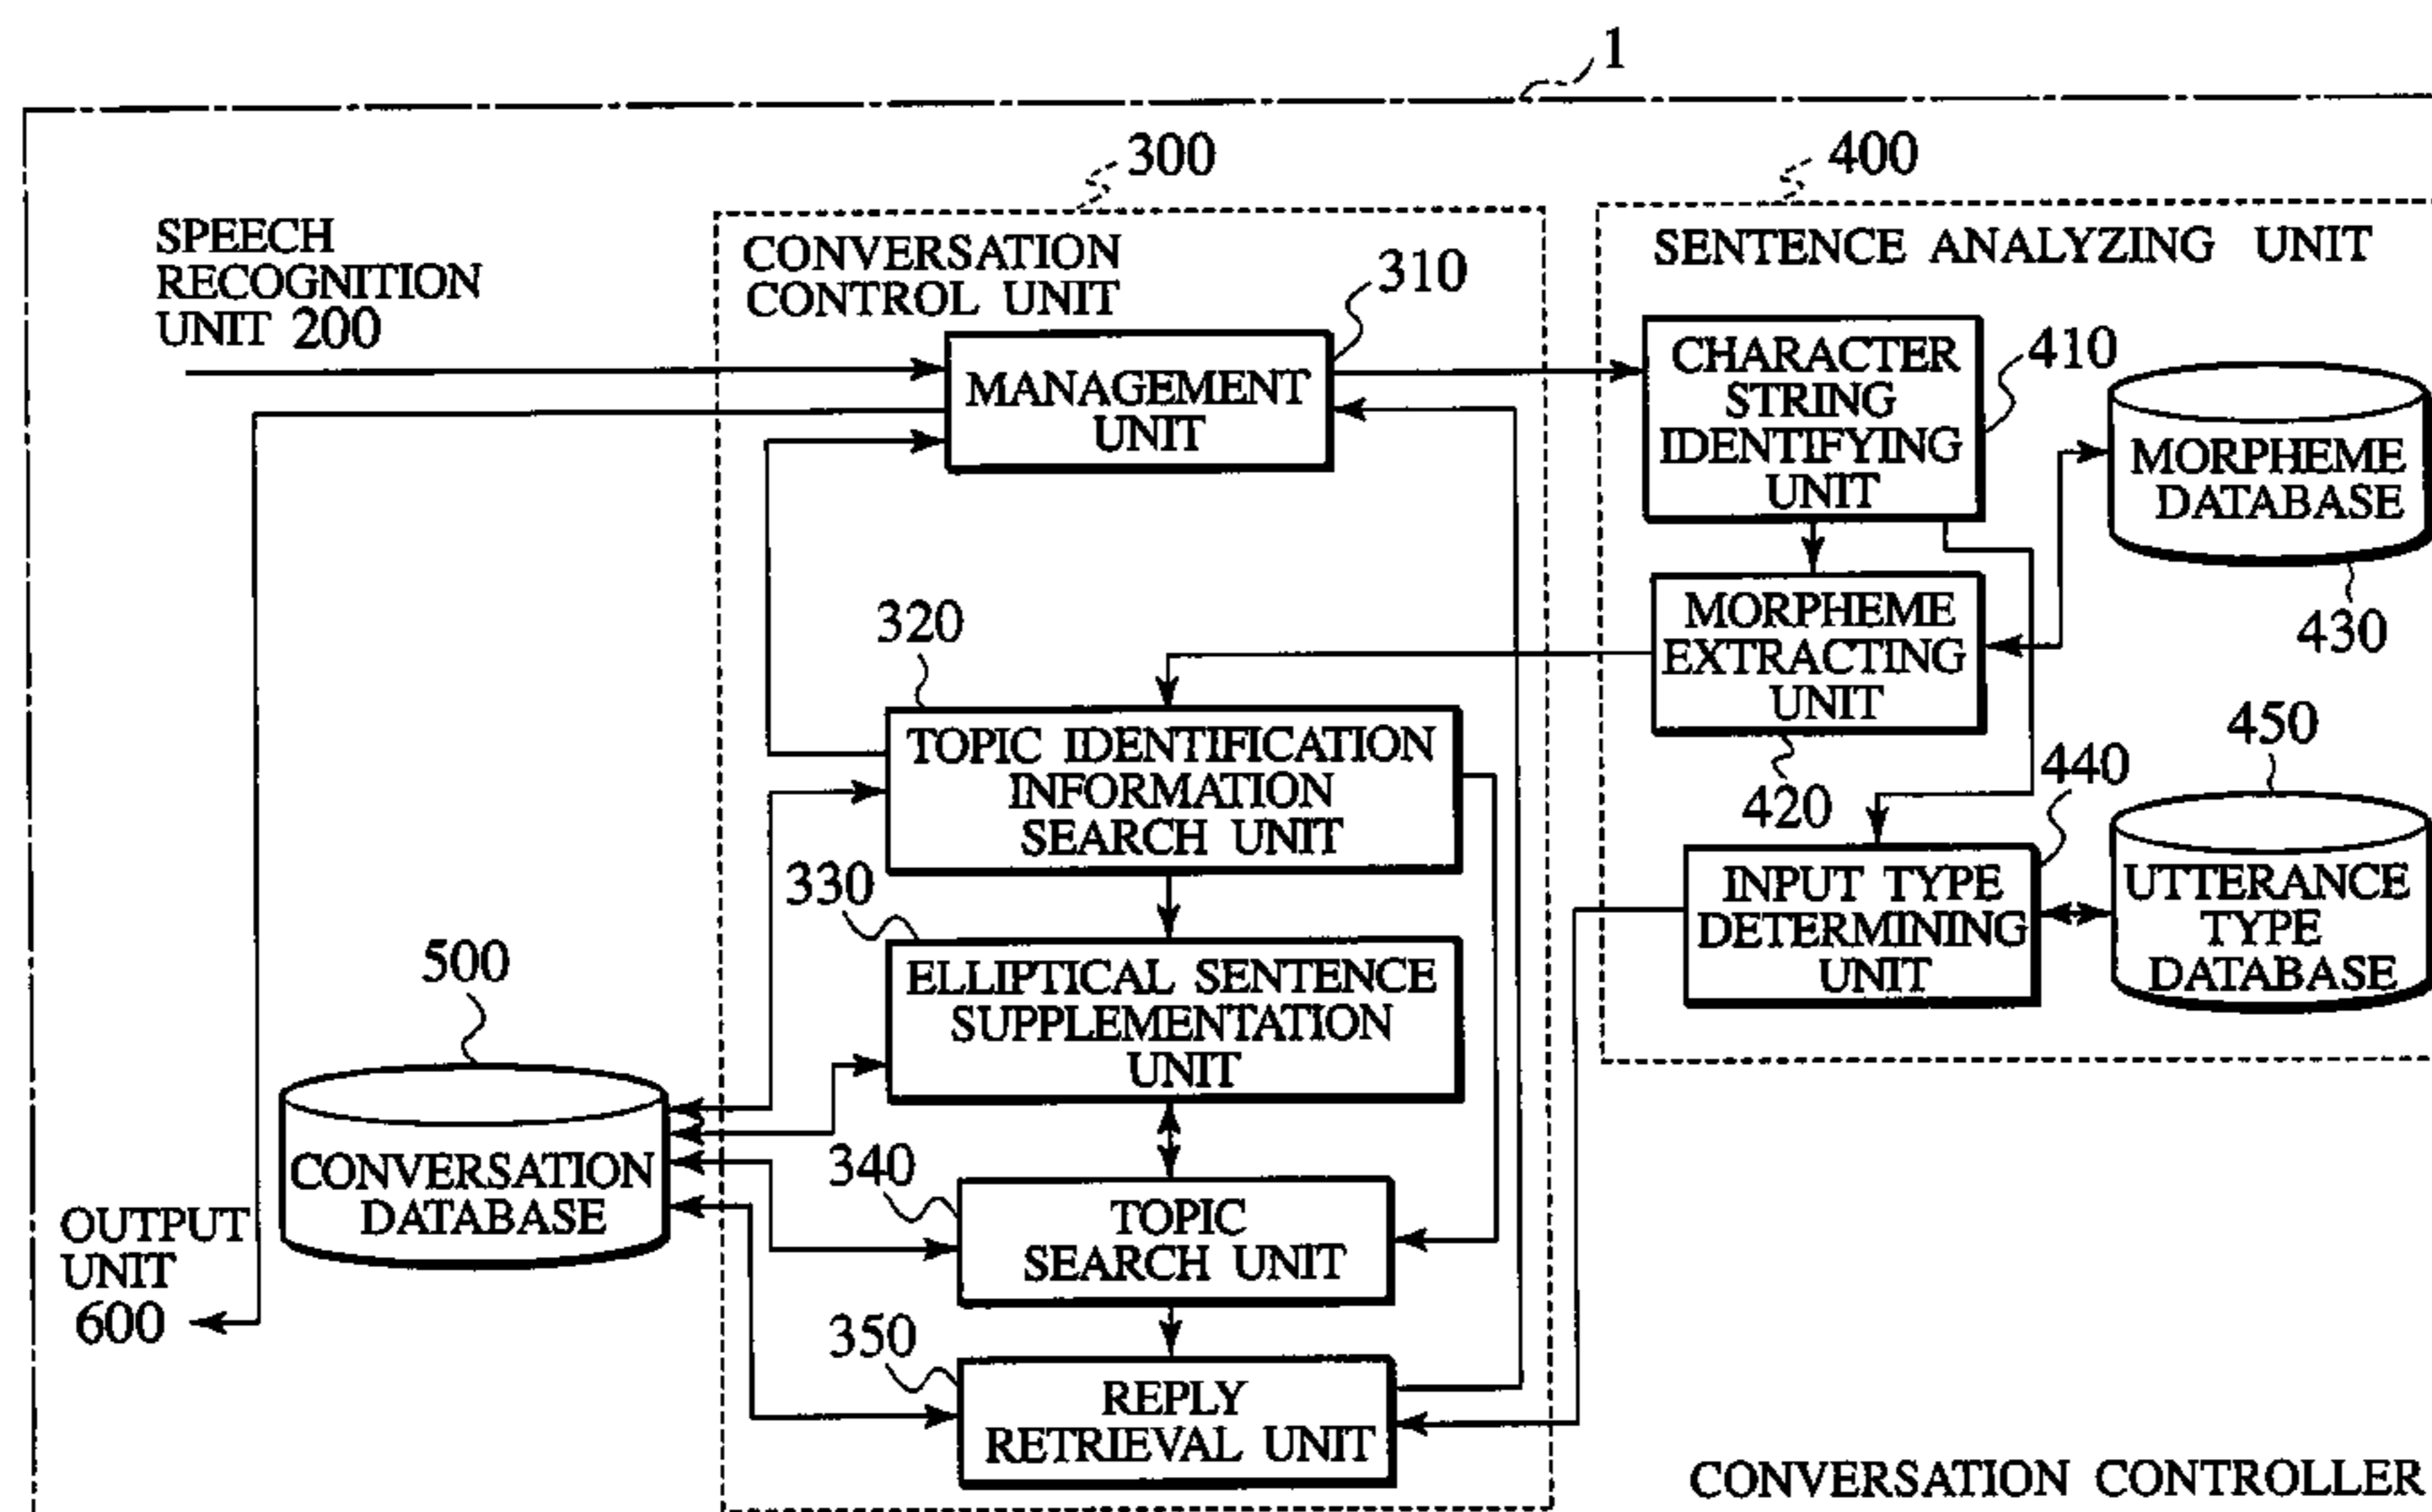 1
300
400
SPEECH
RECOGNITION
UNIT 200
CONVERSATION
CONTROL UNIT
310
MANAGEMENT
UNIT
SENTENCE ANALYZING UNIT
CHARACTER
STRING
IDENTIFYING
UNIT
410
MORPHEME
DATABASE
430
MORPHEME
EXTRACTING
UNIT
420
320
TOPIC IDENTIFICATION
INFORMATION
SEARCH UNIT
440
450
INPUT TYPE
DETERMINING
UNIT
UTTERANCE
TYPE
DATABASE
330
ELLIPTICAL SENTENCE
SUPPLEMENTATION
UNIT
500
CONVERSATION
DATABASE
340
TOPIC
SEARCH UNIT
OUTPUT
UNIT
600
350
REPLY
RETRIEVAL UNIT
CONVERSATION CONTROLLER